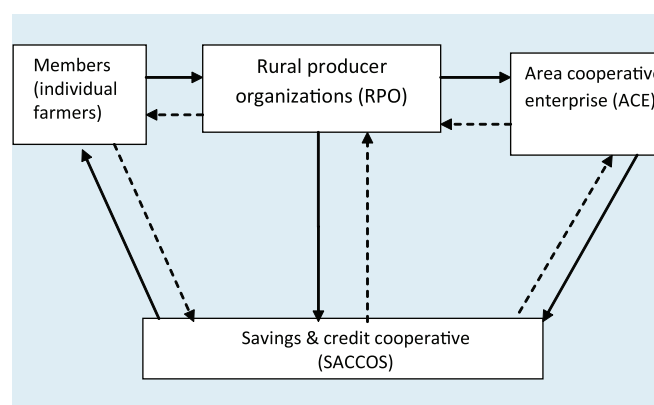 Members
(individual
farmers)
Rural producer
organizations (RPO)
Area cooperative
enterprise (ACE)
Savings & credit cooperative
(SACCOS)